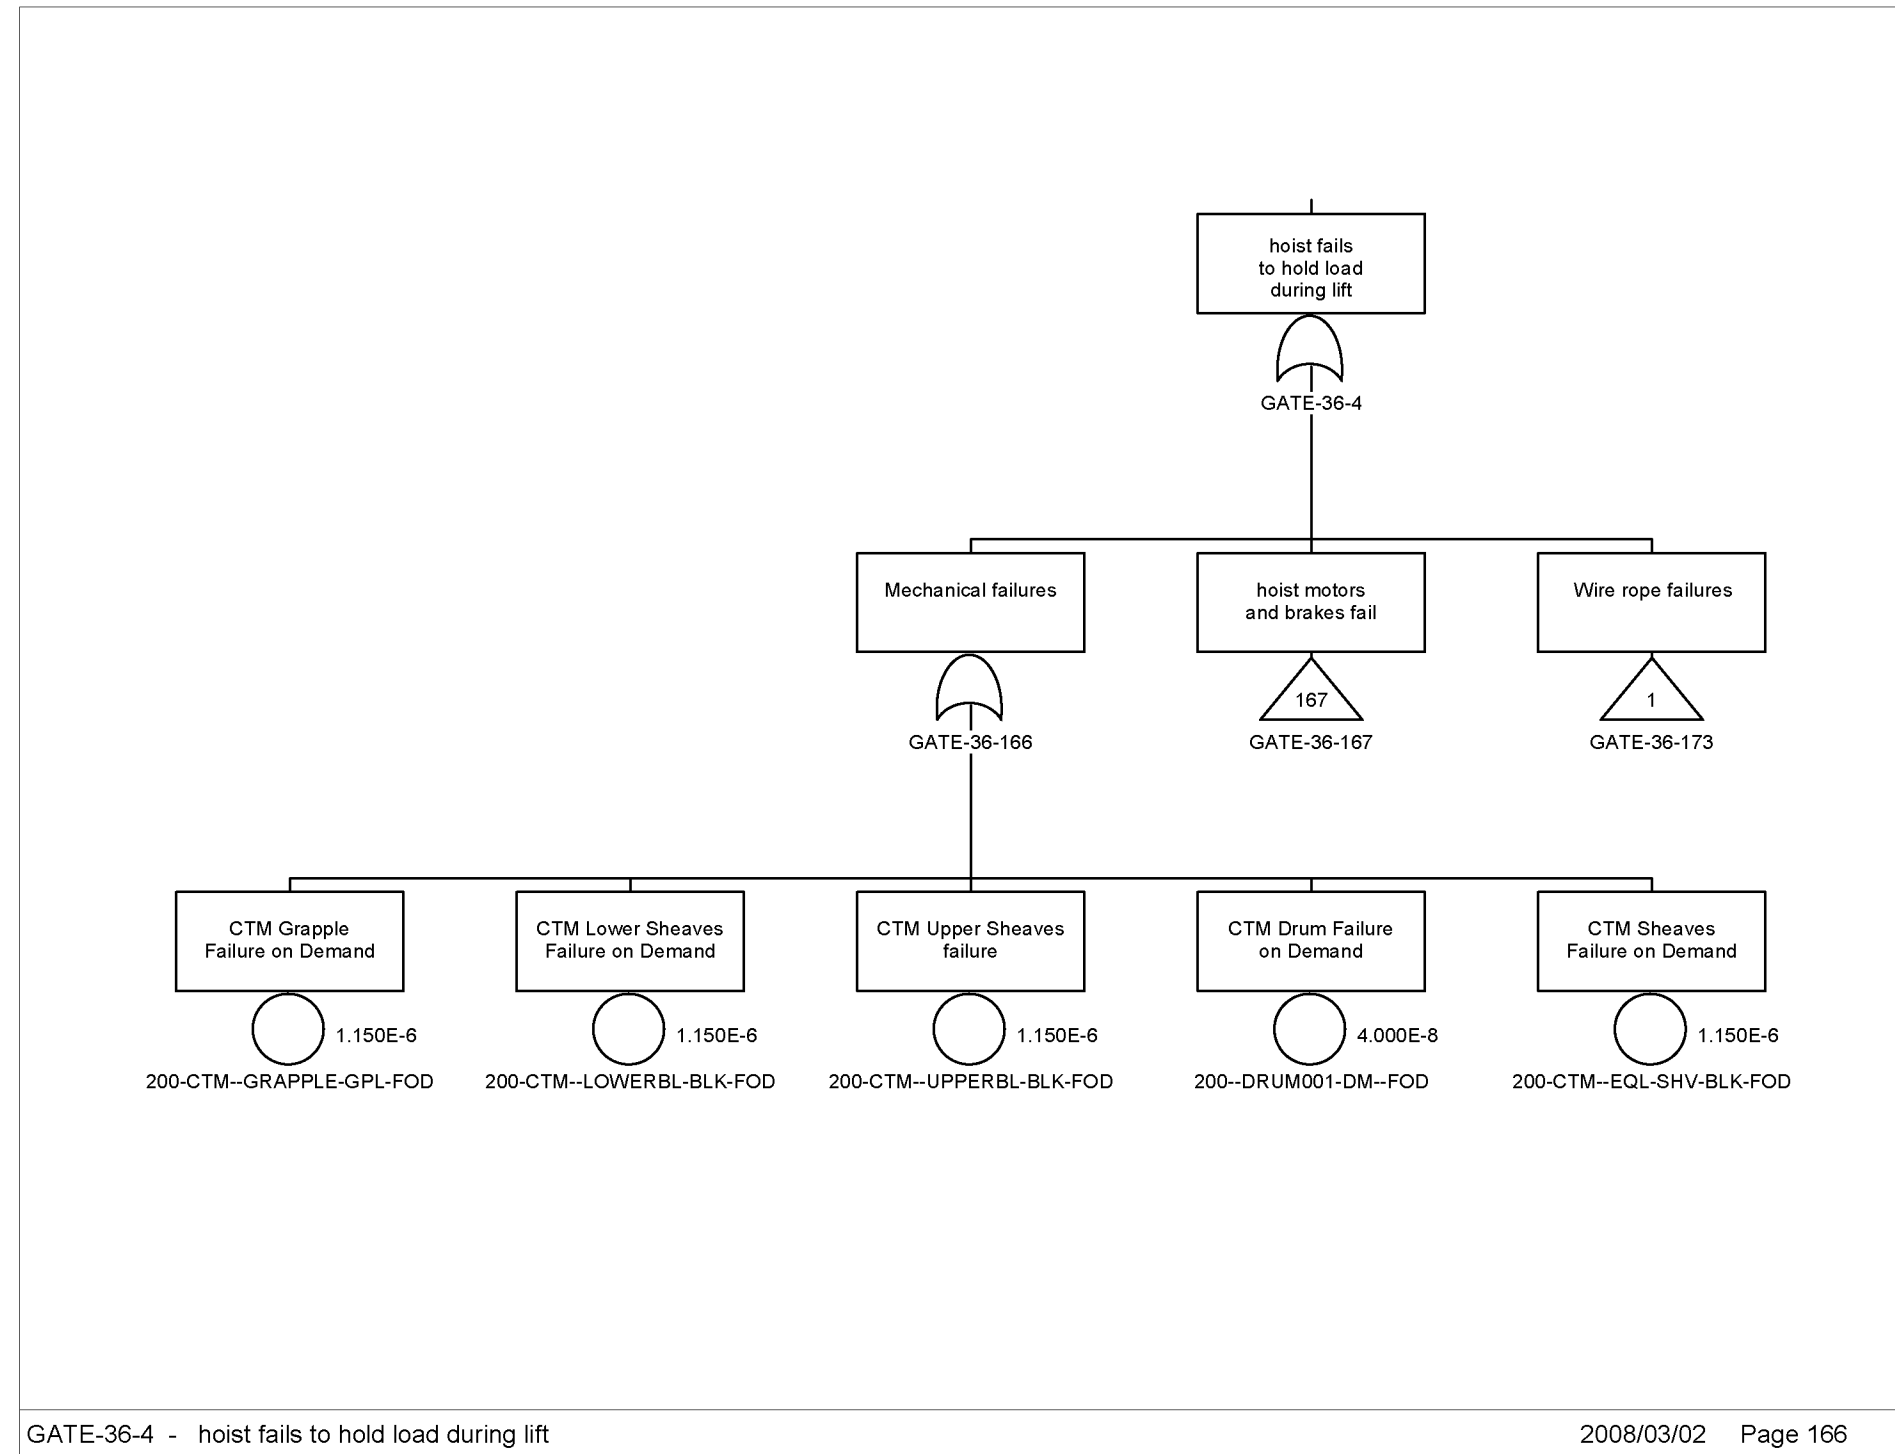 hoist fails
to hold load
during lift
GATE-36-4
Mechanical failures
hoist motors
and brakes fail
Wire rope failures
167
1
GATE-36-166
GATE-36-167
GATE-36-173
CTM Grapple
Failure on Demand
CTM Lower Sheaves
Failure on Demand
CTM Upper Sheaves
failure
CTM Drum Failure
on Demand
CTM Sheaves
Failure on Demand
1.150E-6
1.150E-6
1.150E-6
4.000E-8
1.150E-6
200-CTM--GRAPPLE-GPL-FOD
200-CTM--LOWERBL-BLK-FOD
200-CTM--UPPERBL-BLK-FOD
200--DRUM001-DM--FOD
200-CTM--EQL-SHV-BLK-FOD
GATE-36-4 - hoist fails to hold load during lift
2008/03/02 Page 166